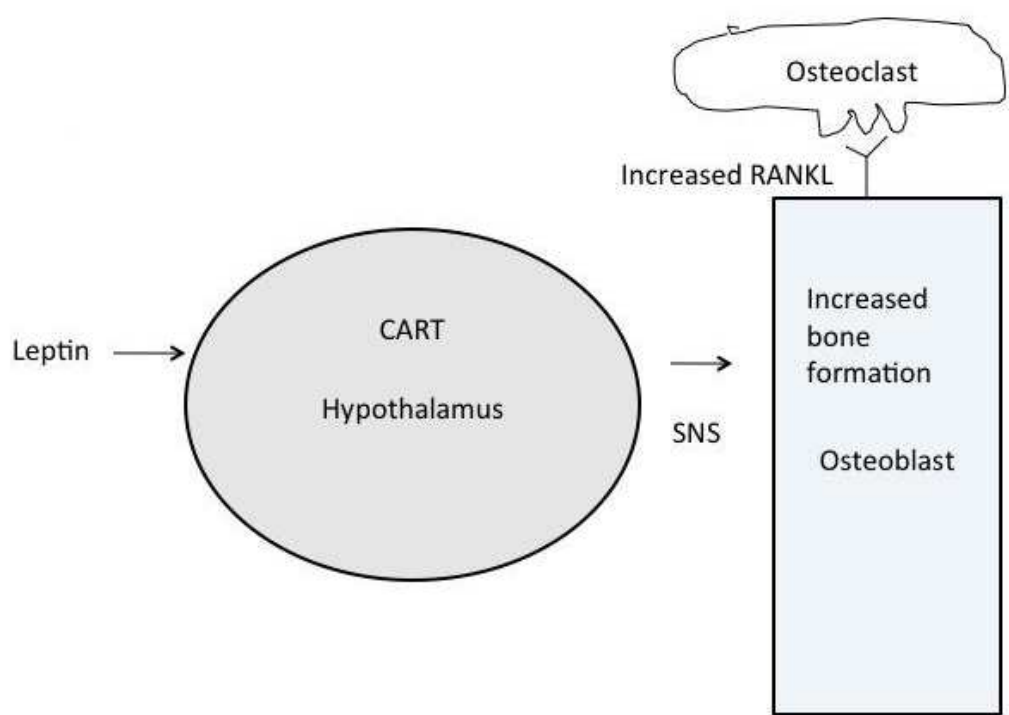 Osteoclast
Increased RANKL
Leptin
CART
Hypothalamus
SNS
Increased
bone
formation
Osteoblast